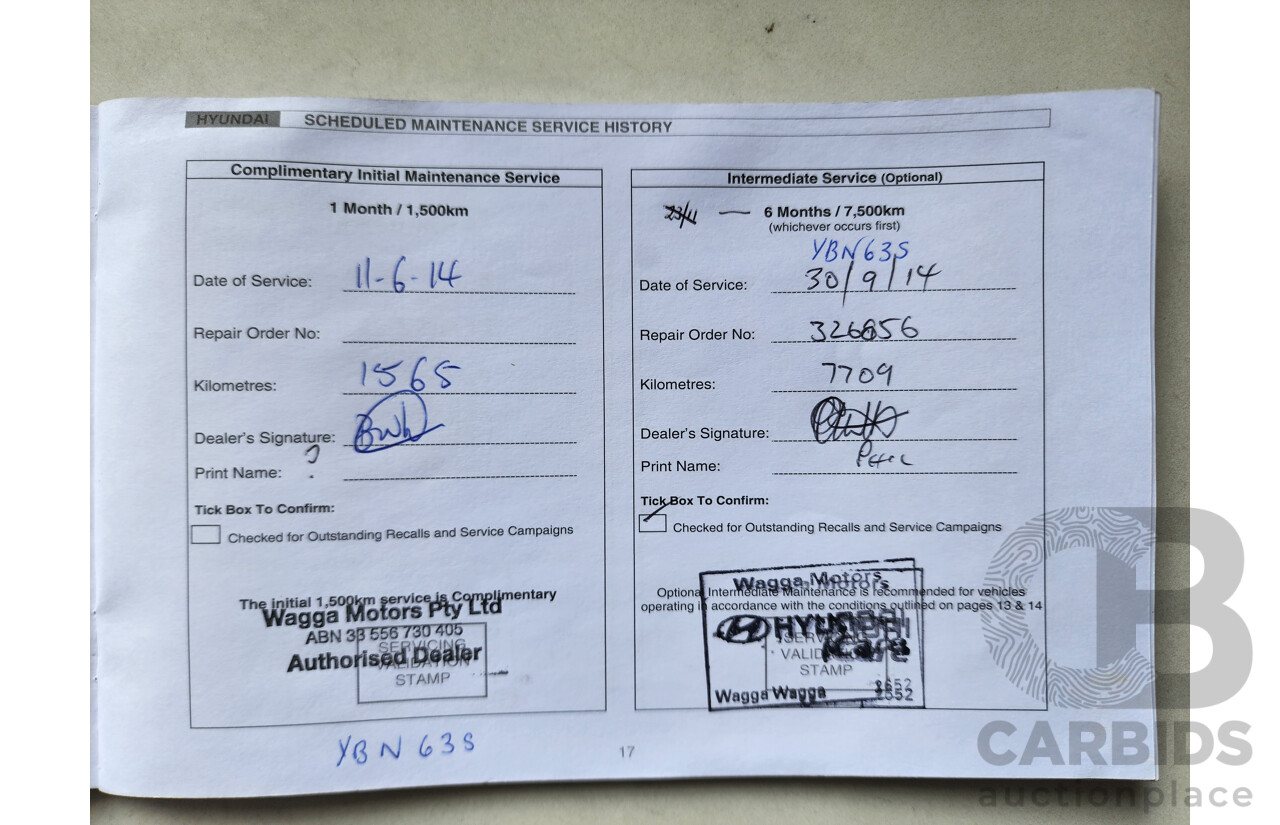 HYUNDAI SCHEDULED MAINTENANCE SERVICE HISTORY
Complimentary Initial Maintenance Service
1 Month / 1,500km
Date of Service: 11-6-14
Repair Order No:
Kilometres: 1565
Dealer's Signature:
Print Name: ?
Tick Box To Confirm:
Checked for Outstanding Recalls and Service Campaigns
The initial 1,500km service is Complimentary
Wagga Motors Pty Ltd
ABN 33 556 730 405
SERVICING
Authorised Dealer
VALIDATION
STAMP
YBN 63S
Intermediate Service (Optional)
23/4 — 6 Months / 7,500km
(whichever occurs first)
YBN63S
Date of Service: 30/9/14
Repair Order No: 326856
Kilometres: 7709
Dealer's Signature:
Print Name: Peter
Tick Box To Confirm:
Checked for Outstanding Recalls and Service Campaigns
Wagga Motors
Optional Intermediate Maintenance is recommended for vehicles
operating in accordance with the conditions outlined on pages 13 & 14
HYUNDAI
STAMP
Wagga Wagga
17
CARBIDS
auctionplace